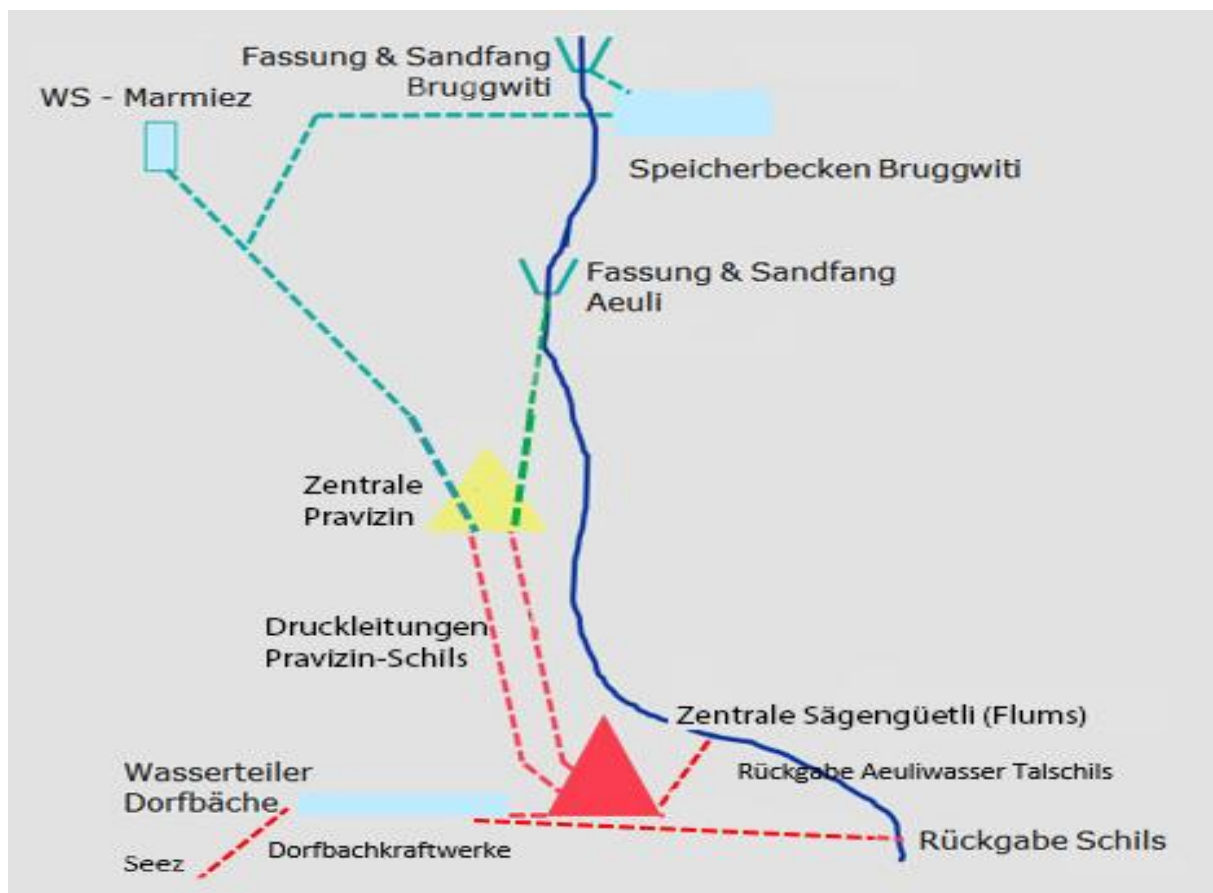 Fassung & Sandfang
Bruggwiti
WS - Marmiez
Speicherbecken Bruggwiti
Fassung & Sandfang
Aeuli
Zentrale
Pravizin
Druckleitungen
Pravizin-Schils
Zentrale Sägengüetli (Flums)
Wasserteiler
Dorfbäche
Rückgabe Aeuliwasser Talschils
Rückgabe Schils
Dorfbachkraftwerke
Seez